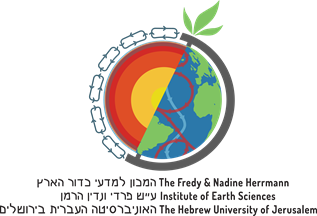 המכון למדעי כדור הארץ The Fredy & Nadine Herrmann
ע״ש פרדי ונדין הרמן Institute of Earth Sciences
האוניברסיטה העברית בירושלים The Hebrew University of Jerusalem